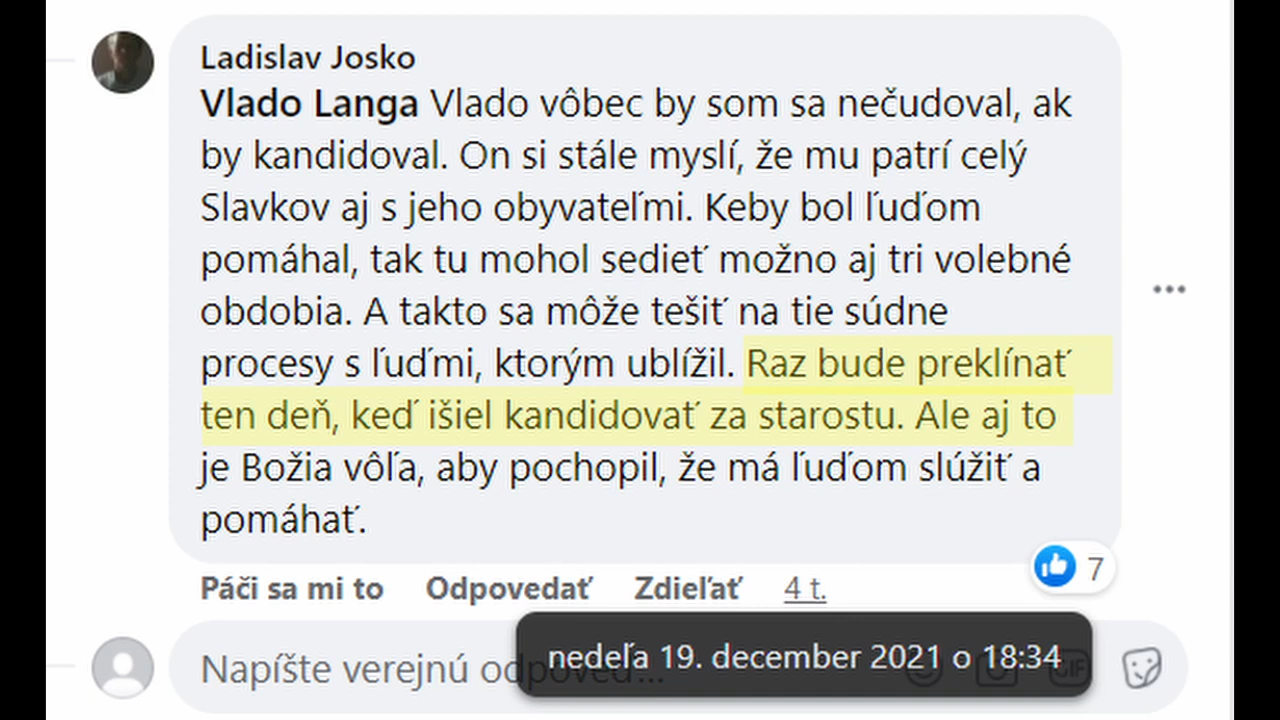 Ladislav Josko
Vlado Langa Vlado vôbec by som sa nečudoval, ak
by kandidoval. On si stále myslí, že mu patrí celý
Slavkov aj s jeho obyvateľmi. Keby bol ľuďom
pomáhal, tak tu mohol sedieť možno aj tri volebné
obdobia. A takto sa môže tešiť na tie súdne
procesy s ľuďmi, ktorým ublížil. Raz bude preklínať
ten deň, keď išiel kandidovať za starostu. Ale aj to
je Božia vôľa, aby pochopil, že má ľuďom slúžiť a
pomáhať.
7
Páči sa mi to Odpovedať Zdieľať 4 t.
nedeľa 19. december 2021 o 18:34
Napíšte verejnú odpoveď...
GIF